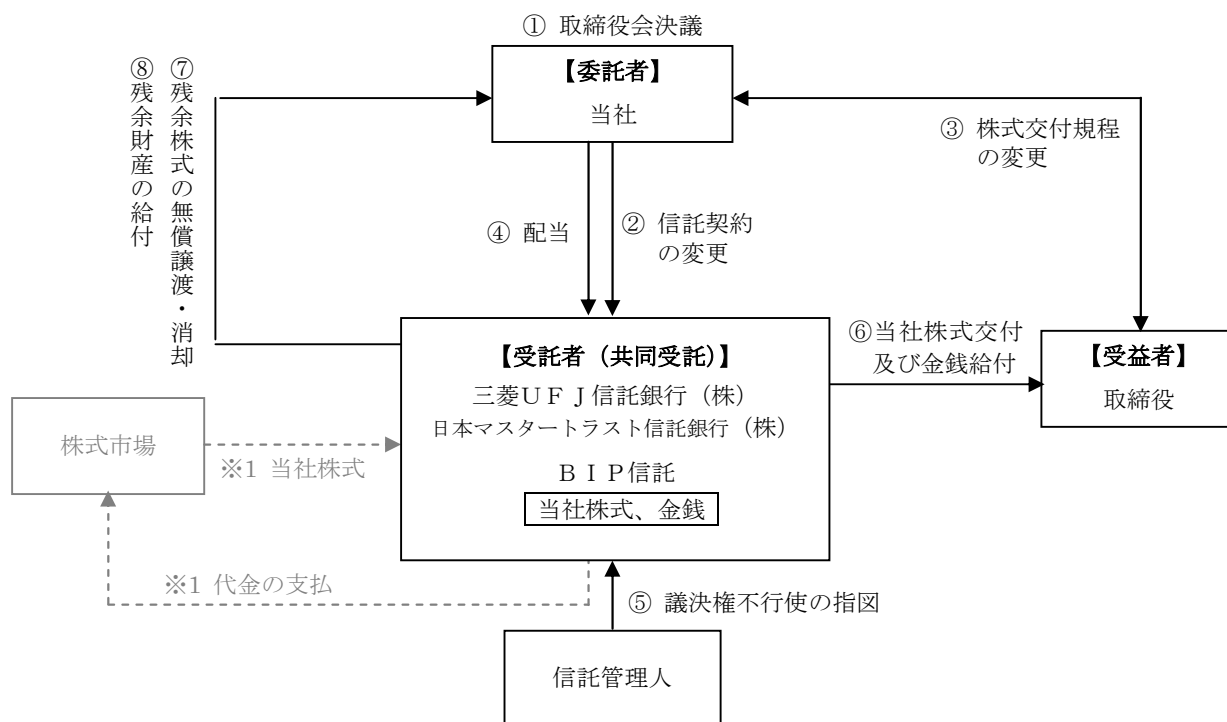 ① 取締役会決議
【委託者】
当社
⑦残余株式の無償譲渡・消却
⑧残余財産の給付
③ 株式交付規程
の変更
④ 配当
② 信託契約
の変更
【受託者（共同受託）】
三菱ＵＦＪ信託銀行（株）
日本マスタートラスト信託銀行（株）
ＢＩＰ信託
当社株式、金銭
⑥当社株式交付
及び金銭給付
【受益者】
取締役
株式市場
※1 当社株式
※1 代金の支払
⑤ 議決権不行使の指図
信託管理人